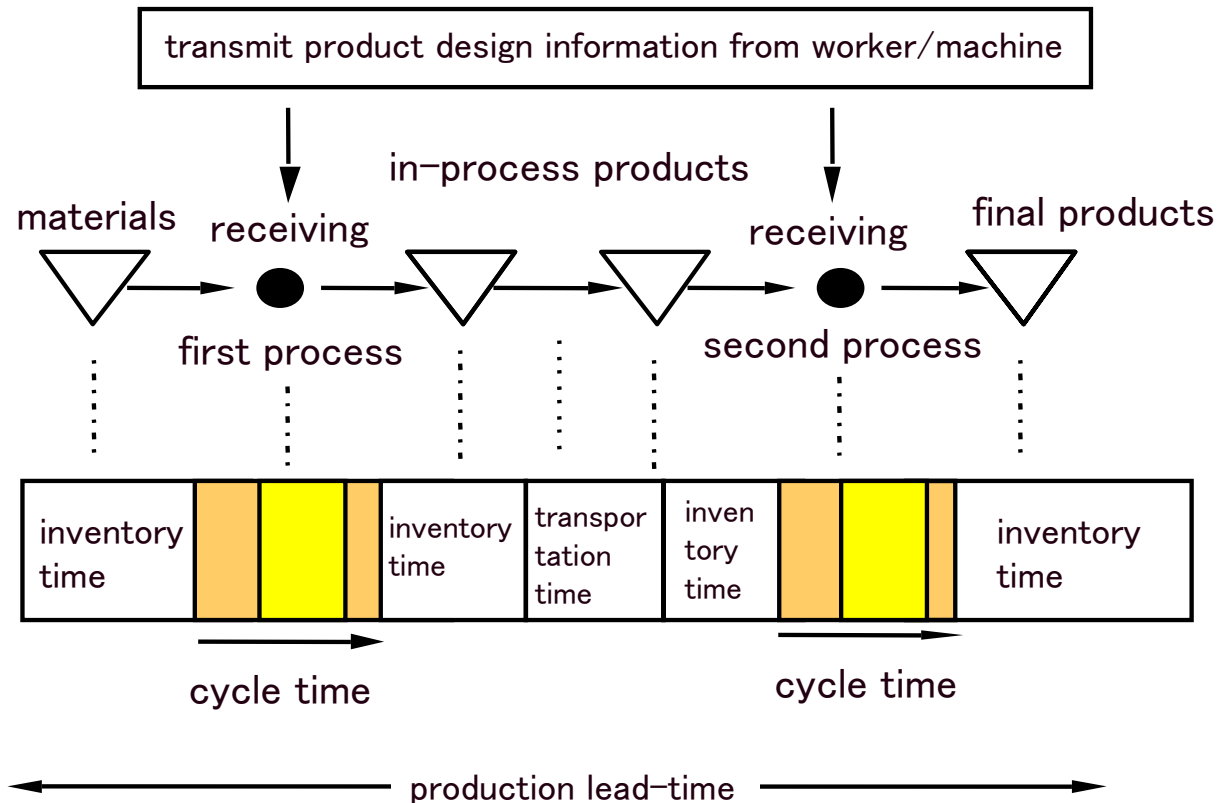 transmit product design information from worker/machine
in-process products
materials
receiving
receiving
final products
first process
second process
inventory
time
inventory
time
transpor
tation
time
inven
tory
time
inventory
time
cycle time
cycle time
production lead-time